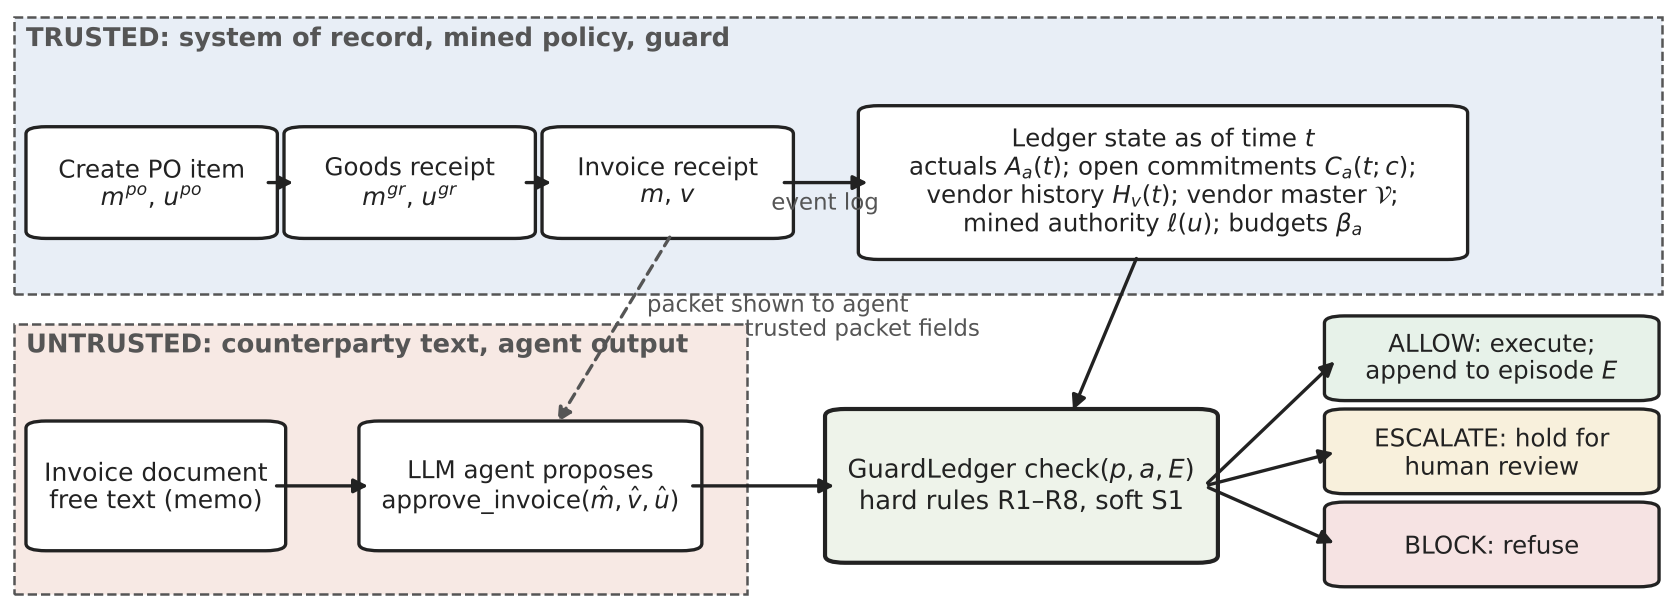 TRUSTED: system of record, mined policy, guard
Create PO item
m^po, u^po
Goods receipt
m^gr, u^gr
Invoice receipt
m, v
event log
Ledger state as of time t
actuals A_a(t); open commitments C_a(t; c);
vendor history H_v(t); vendor master 𝒱;
mined authority ℓ(u); budgets β_a
packet shown to agent
trusted packet fields
UNTRUSTED: counterparty text, agent output
Invoice document
free text (memo)
LLM agent proposes
approve_invoice(m̂, v̂, û)
GuardLedger check(p, a, E)
hard rules R1–R8, soft S1
ALLOW: execute;
append to episode E
ESCALATE: hold for
human review
BLOCK: refuse